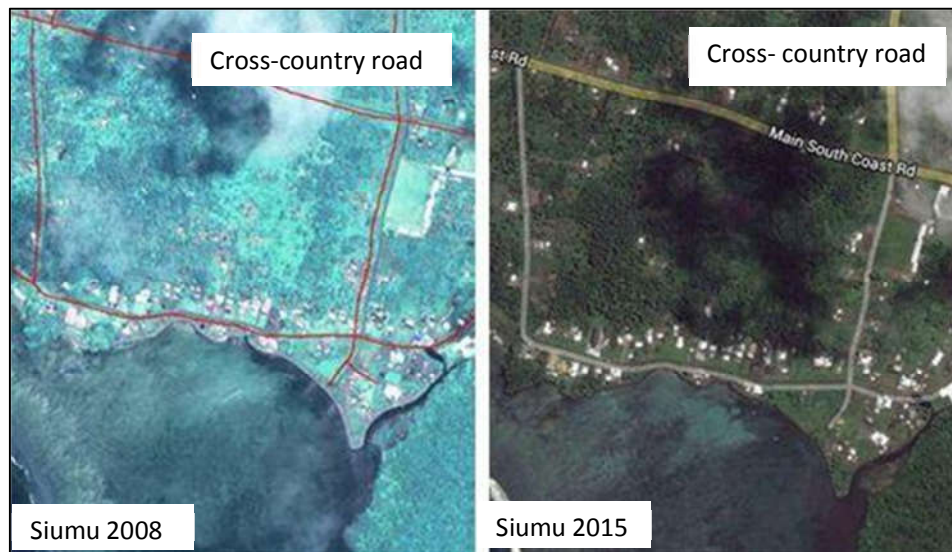 Cross-country road
Siumu 2008
Cross- country road
st Rd
Main South Coast Rd
Siumu 2015